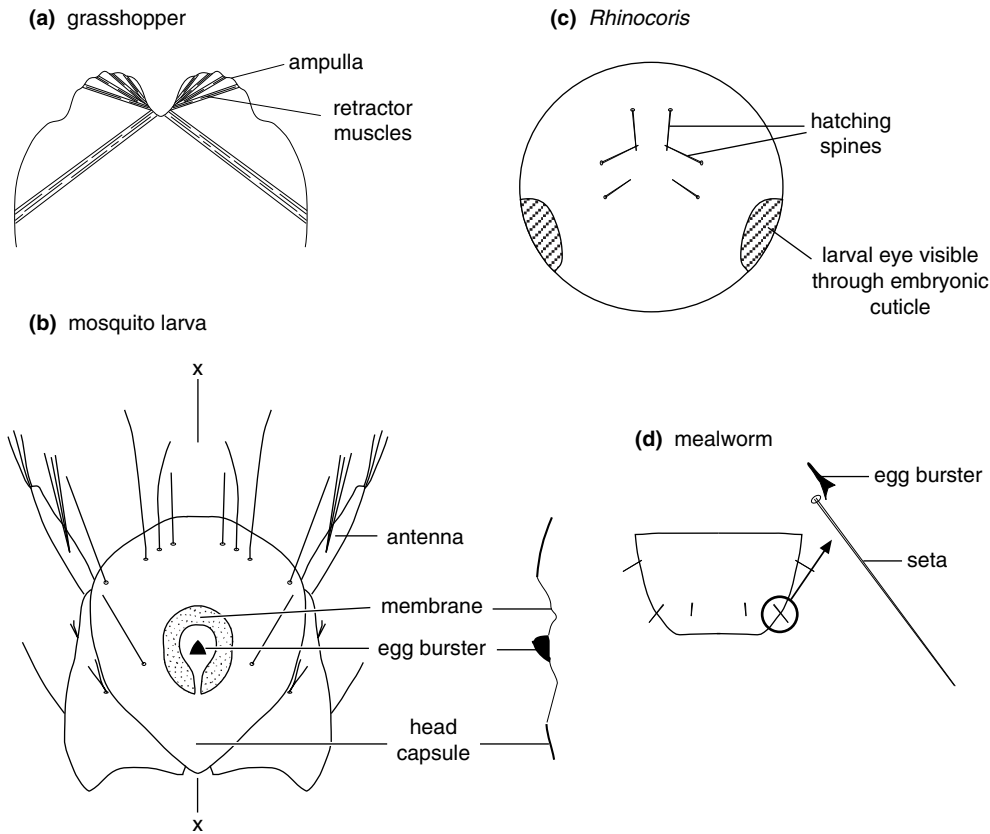 (a) grasshopper
ampulla
retractor
muscles
(c) Rhinocoris
hatching
spines
larval eye visible
through embryonic
cuticle
(b) mosquito larva
x
antenna
membrane
egg burster
head
capsule
x
(d) mealworm
egg burster
seta